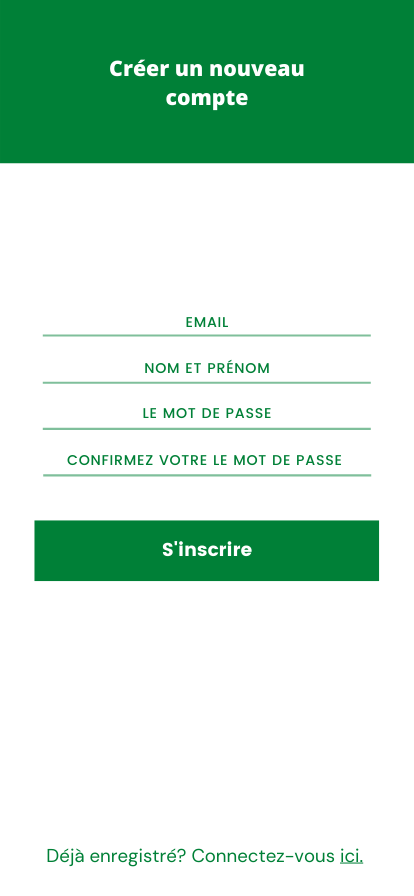 Créer un nouveau
compte
EMAIL
NOM ET PRÉNOM
LE MOT DE PASSE
CONFIRMEZ VOTRE LE MOT DE PASSE
S'inscrire
Déjà enregistré? Connectez-vous ici.